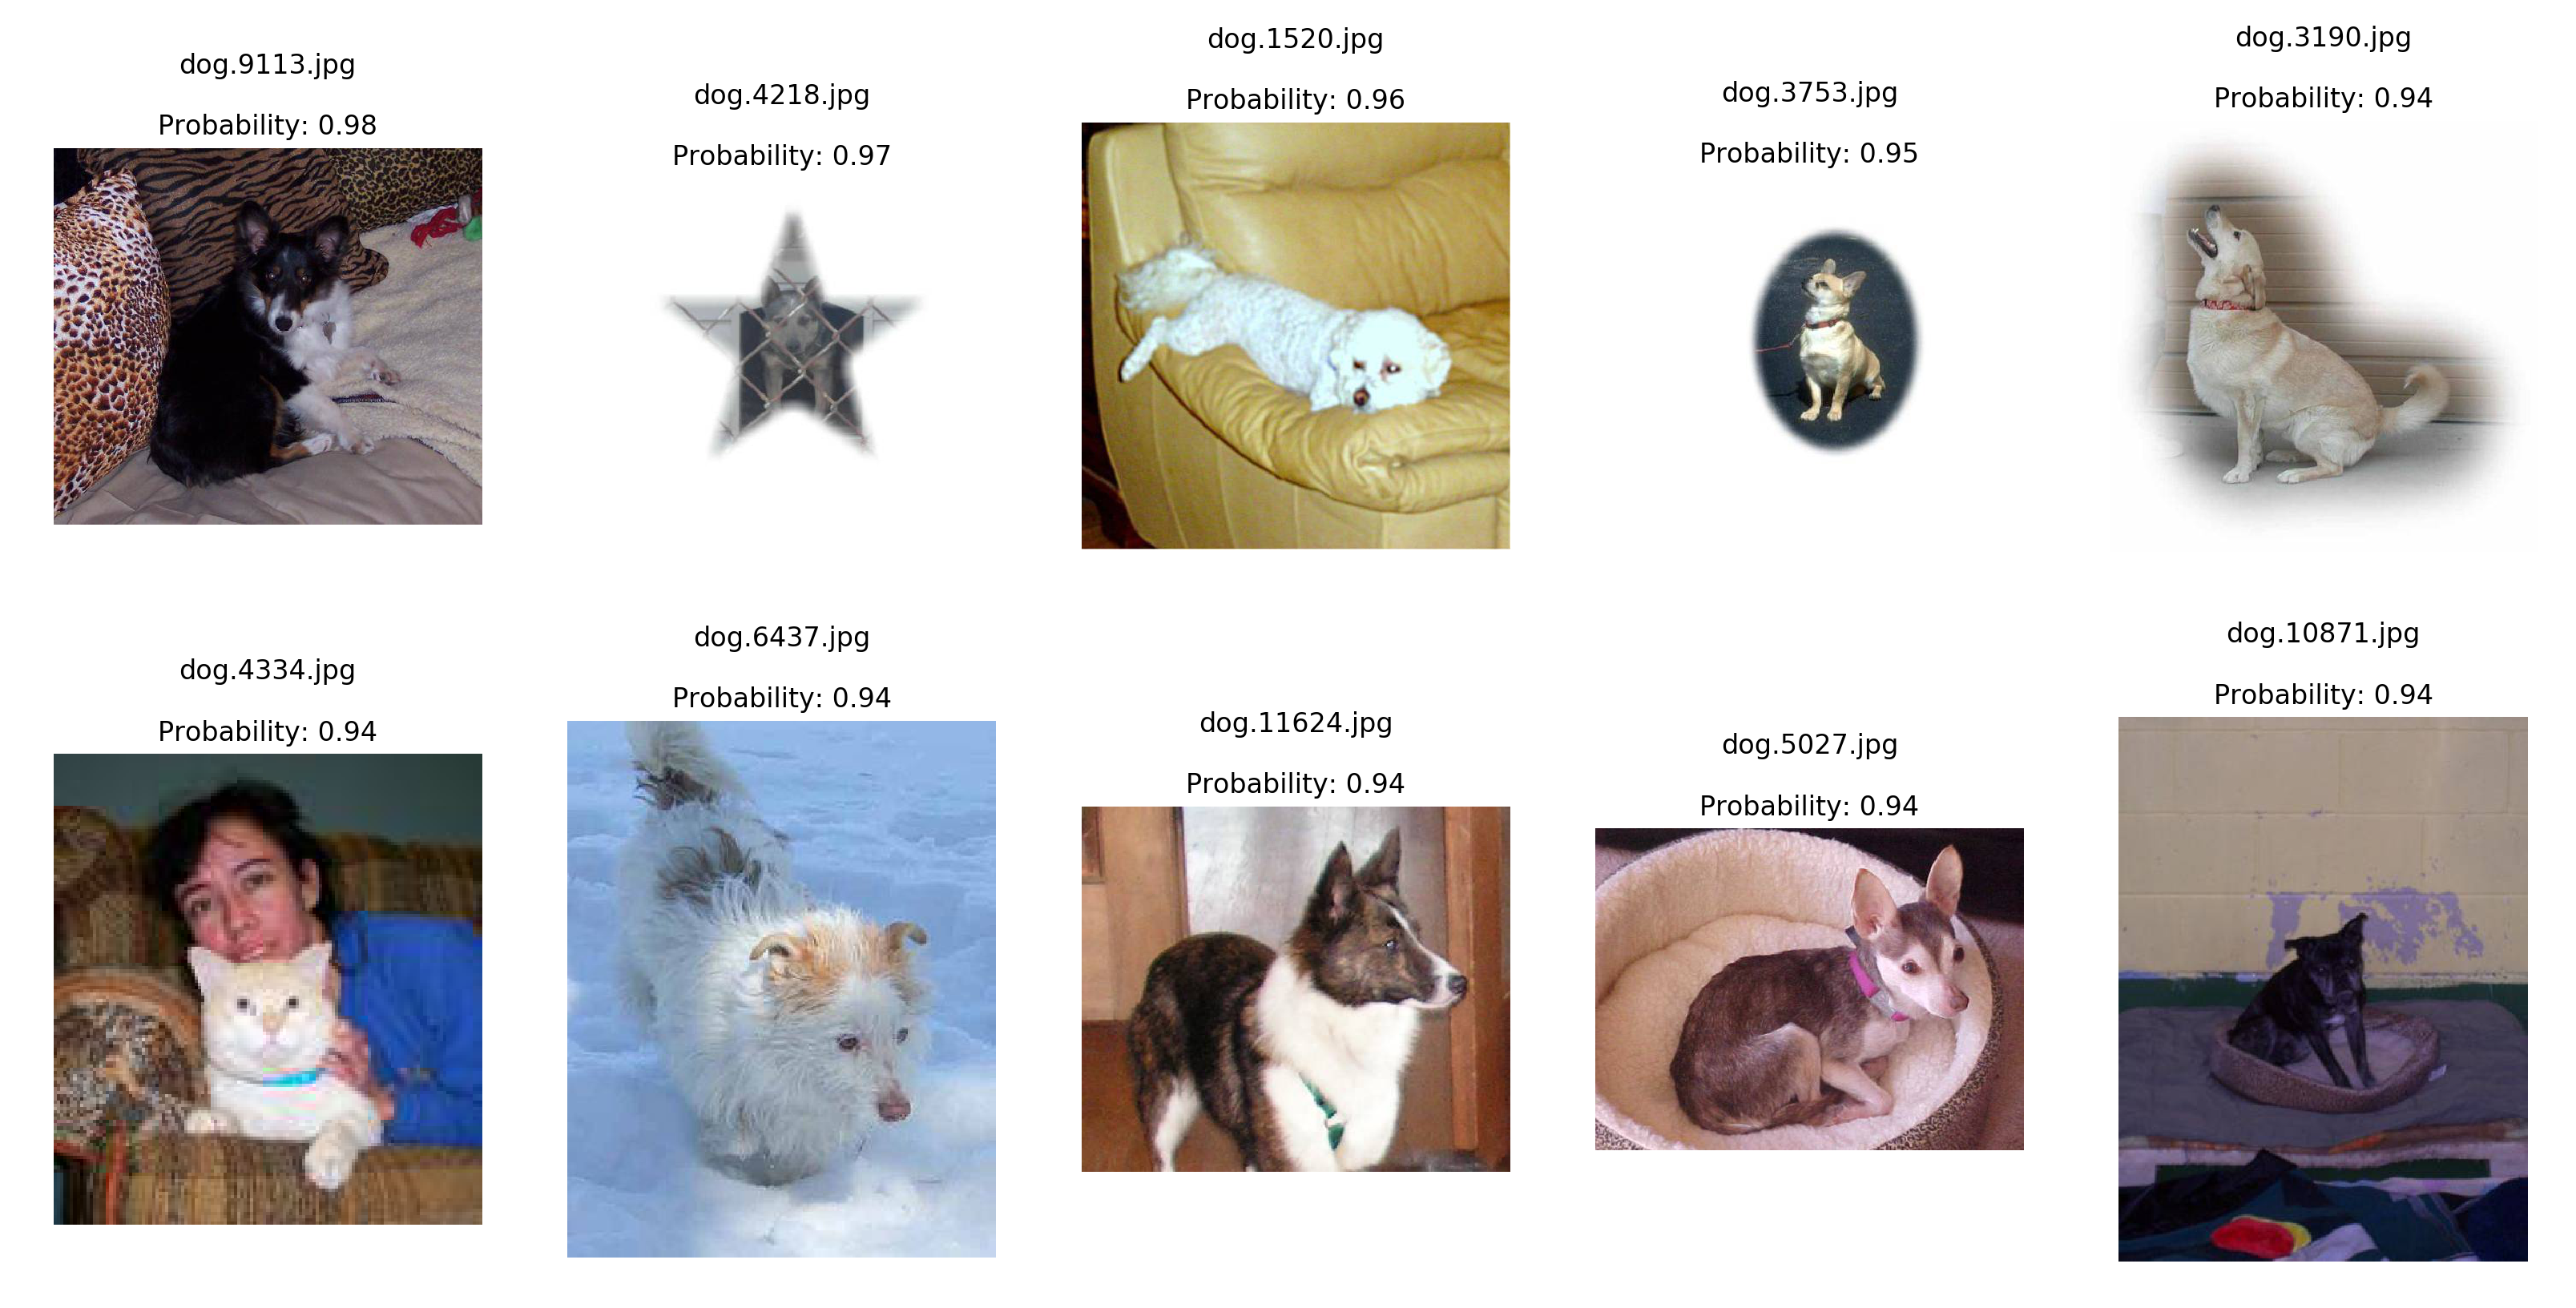 dog.9113.jpg
Probability: 0.98
dog.4218.jpg
Probability: 0.97
dog.1520.jpg
Probability: 0.96
dog.3753.jpg
Probability: 0.95
dog.3190.jpg
Probability: 0.94
dog.4334.jpg
Probability: 0.94
dog.6437.jpg
Probability: 0.94
dog.11624.jpg
Probability: 0.94
dog.5027.jpg
Probability: 0.94
dog.10871.jpg
Probability: 0.94